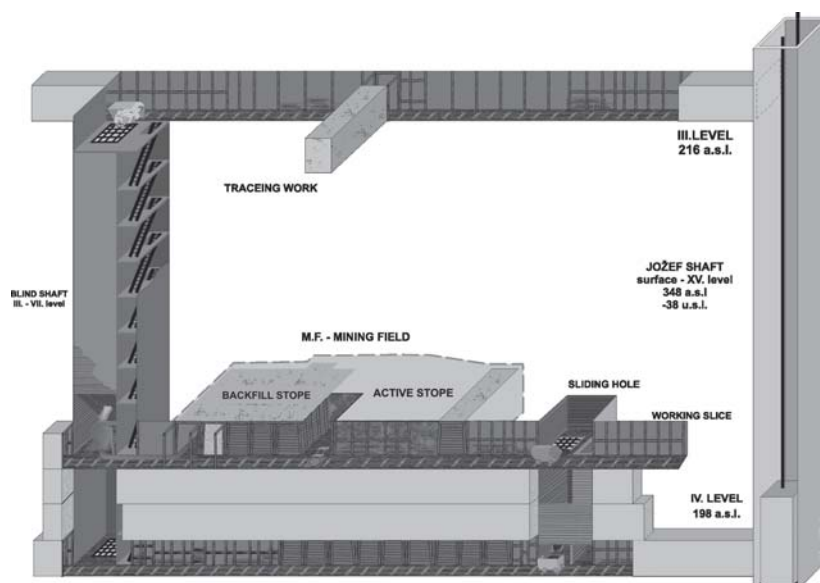 III.LEVEL
216 a.s.l.
TRACEING WORK
JOŽEF SHAFT
surface - XV. level
348 a.s.l
-38 u.s.l.
BLIND SHAFT
III. - VII. level
M.F. - MINING FIELD
BACKFILL STOPE
ACTIVE STOPE
SLIDING HOLE
WORKING SLICE
IV. LEVEL
198 a.s.l.